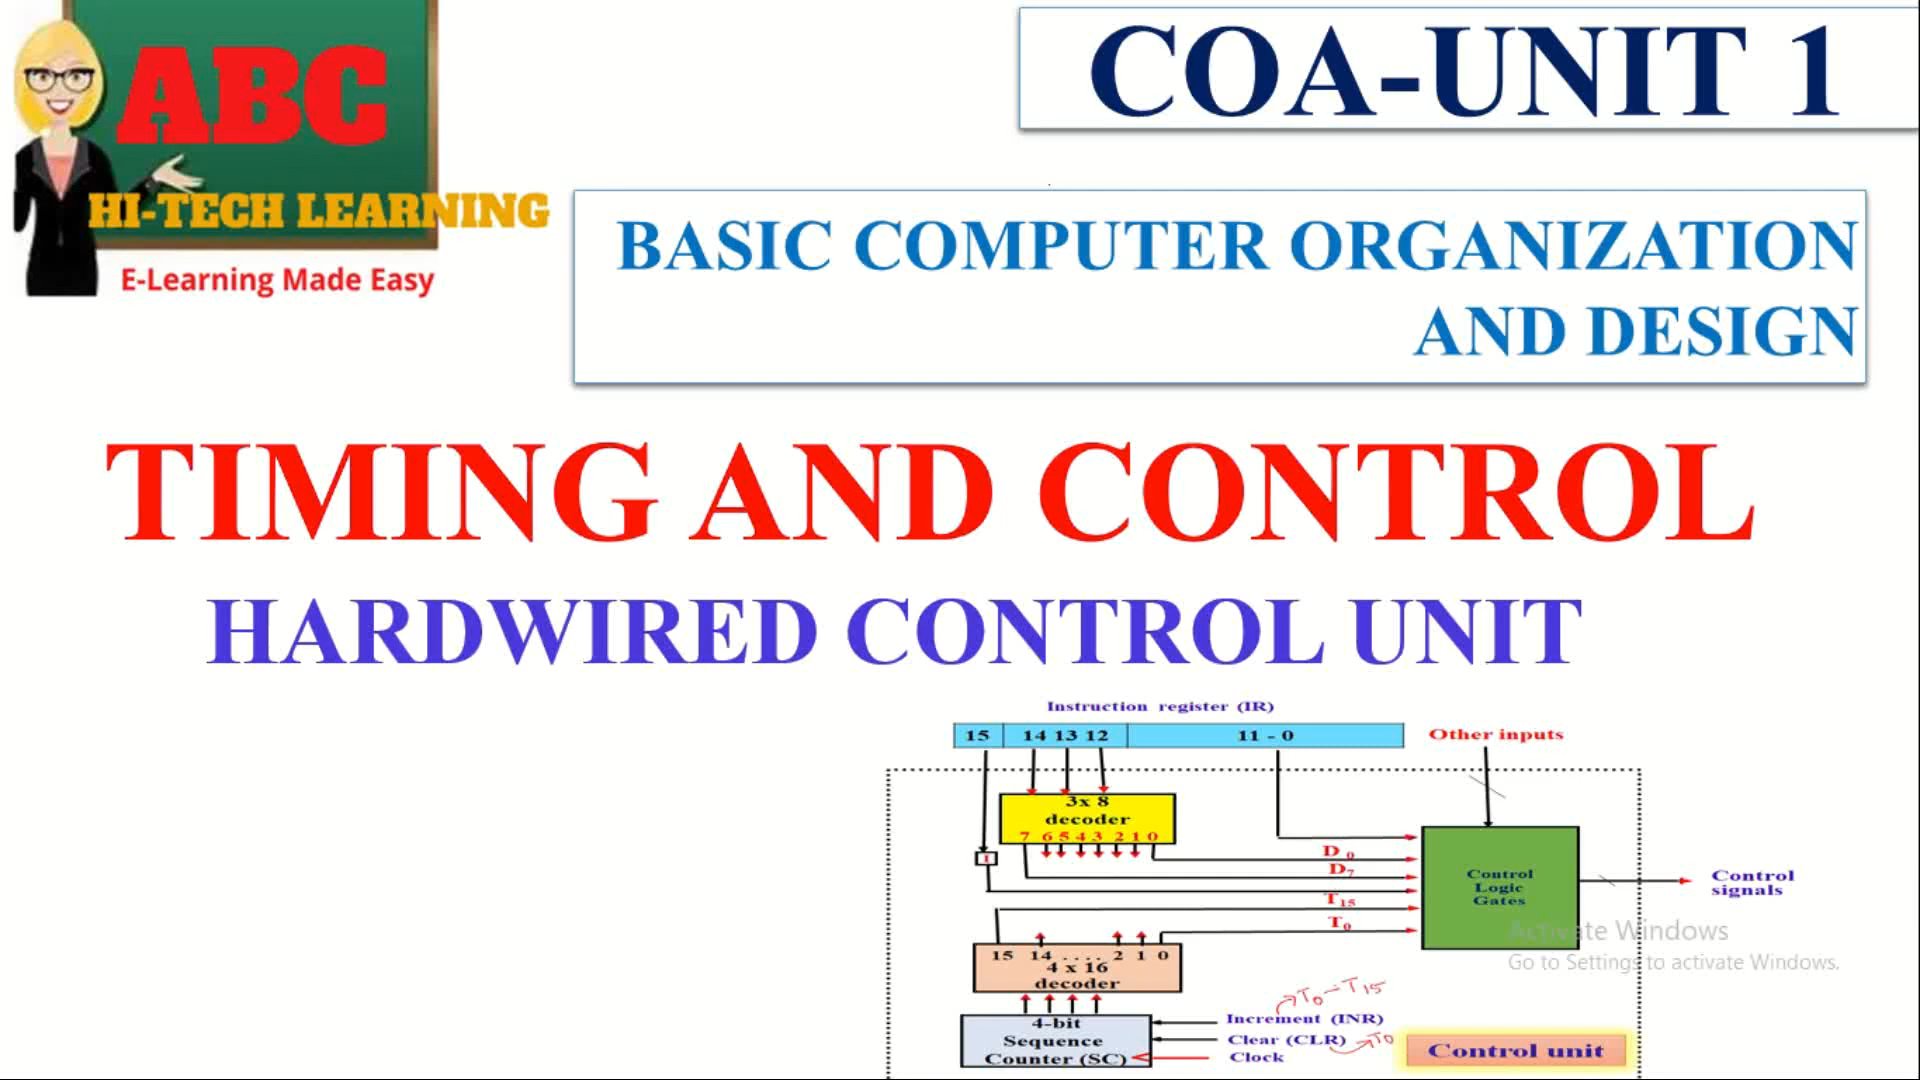 ABC
HI-TECH LEARNING
E-Learning Made Easy
COA-UNIT 1
BASIC COMPUTER ORGANIZATION
AND DESIGN
TIMING AND CONTROL
HARDWIRED CONTROL UNIT
Instruction register (IR)
15 14 13 12 11 - 0
Other inputs
3x 8
decoder
7 6 5 4 3 2 1 0
I
D0
D7
T15
T0
Control
Logic
Gates
Control
signals
15 14 .... 2 1 0
4 x 16
decoder
4-bit
Sequence
Counter (SC)
T0 - T15
Increment (INR)
Clear (CLR) T0
Clock
Control unit
Activate Windows
Go to Settings to activate Windows.